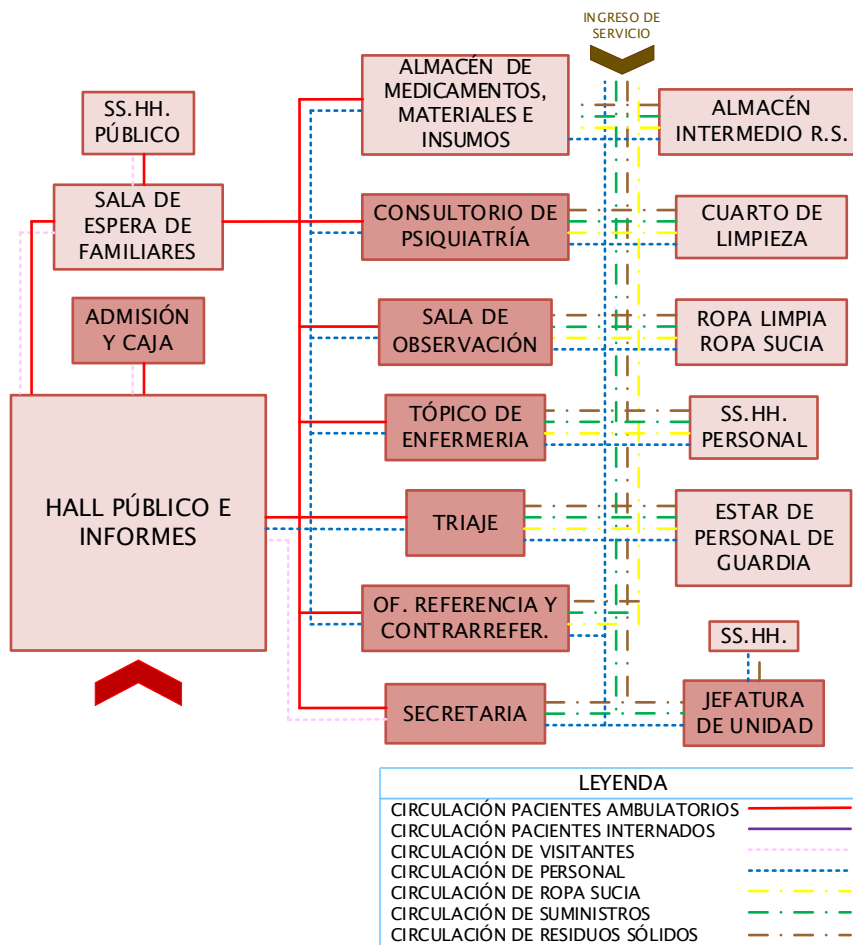 INGRESO DE
SERVICIO
ALMACÉN DE
MEDICAMENTOS,
MATERIALES E
INSUMOS
ALMACÉN
INTERMEDIO R.S.
SS.HH.
PÚBLICO
SALA DE
ESPERA DE
FAMILIARES
CONSULTORIO DE
PSIQUIATRÍA
CUARTO DE
LIMPIEZA
ADMISIÓN
Y CAJA
SALA DE
OBSERVACIÓN
ROPA LIMPIA
ROPA SUCIA
TÓPICO DE
ENFERMERIA
SS.HH.
PERSONAL
HALL PÚBLICO E
INFORMES
TRIAJE
ESTAR DE
PERSONAL DE
GUARDIA
OF. REFERENCIA Y
CONTRARREFER.
SS.HH.
SECRETARIA
JEFATURA
DE UNIDAD
LEYENDA
CIRCULACIÓN PACIENTES AMBULATORIOS
CIRCULACIÓN PACIENTES INTERNADOS
CIRCULACIÓN DE VISITANTES
CIRCULACIÓN DE PERSONAL
CIRCULACIÓN DE ROPA SUCIA
CIRCULACIÓN DE SUMINISTROS
CIRCULACIÓN DE RESIDUOS SÓLIDOS